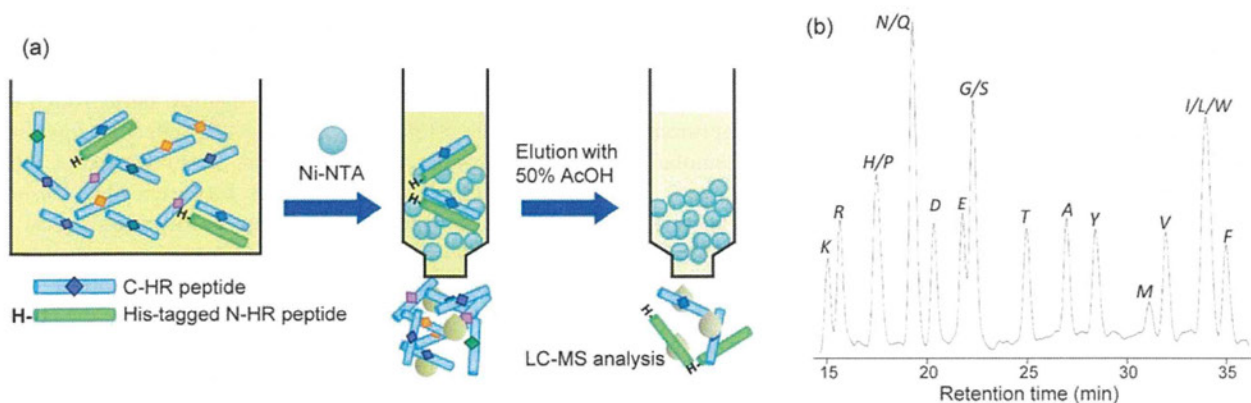 (a)
H-
H-
Ni-NTA
H-
H-
Elution with
50% AcOH
C-HR peptide
H- His-tagged N-HR peptide
LC-MS analysis
H-
H-
(b)
N/Q
G/S
I/L/W
H/P
R
K
D
E
T
A
Y
M
V
F
15 20 25 30 35
Retention time (min)